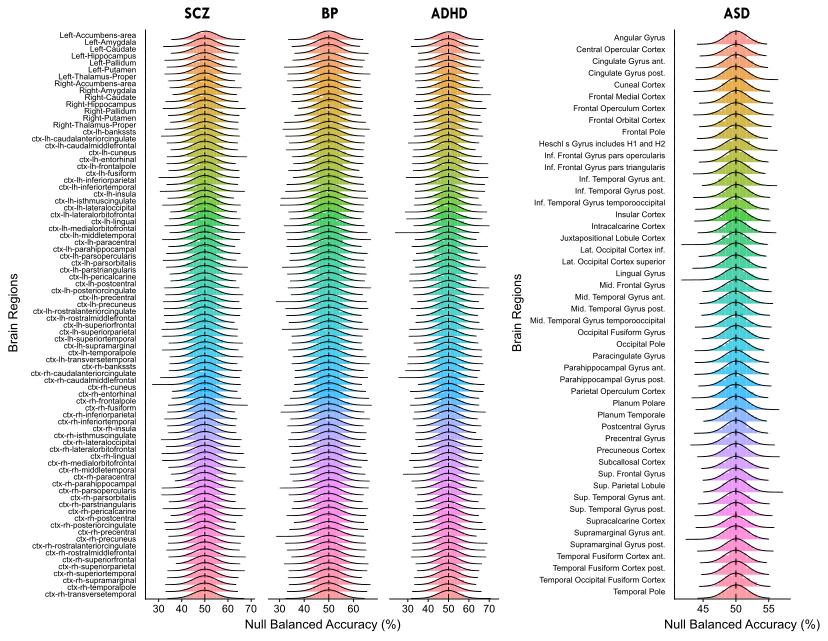 SCZ BP ADHD ASD
Left-Accumbens-area
Left-Amygdala
Left-Caudate
Left-Hippocampus
Left-Pallidum
Left-Putamen
Left-Thalamus-Proper
Right-Accumbens-area
Right-Amygdala
Right-Caudate
Right-Hippocampus
Right-Pallidum
Right-Putamen
Right-Thalamus-Proper
ctx-lh-bankssts
ctx-lh-caudalanteriorcingulate
ctx-lh-caudalmiddlefrontal
ctx-lh-cuneus
ctx-lh-entorhinal
ctx-lh-frontalpole
ctx-lh-fusiform
ctx-lh-inferiorparietal
ctx-lh-inferiortemporal
ctx-lh-insula
ctx-lh-isthmuscingulate
ctx-lh-lateraloccipital
ctx-lh-lateralorbitofrontal
ctx-lh-lingual
ctx-lh-medialorbitofrontal
ctx-lh-middletemporal
ctx-lh-paracentral
ctx-lh-parahippocampal
ctx-lh-parsopercularis
ctx-lh-parsorbitalis
ctx-lh-parstriangularis
ctx-lh-pericalcarine
ctx-lh-postcentral
ctx-lh-posteriorcingulate
ctx-lh-precentral
ctx-lh-precuneus
ctx-lh-rostralanteriorcingulate
ctx-lh-rostralmiddlefrontal
ctx-lh-superiorfrontal
ctx-lh-superiorparietal
ctx-lh-superiortemporal
ctx-lh-supramarginal
ctx-lh-temporalpole
ctx-lh-transversetemporal
ctx-rh-bankssts
ctx-rh-caudalanteriorcingulate
ctx-rh-caudalmiddlefrontal
ctx-rh-cuneus
ctx-rh-entorhinal
ctx-rh-frontalpole
ctx-rh-fusiform
ctx-rh-inferiorparietal
ctx-rh-inferiortemporal
ctx-rh-insula
ctx-rh-isthmuscingulate
ctx-rh-lateraloccipital
ctx-rh-lateralorbitofrontal
ctx-rh-lingual
ctx-rh-medialorbitofrontal
ctx-rh-middletemporal
ctx-rh-paracentral
ctx-rh-parahippocampal
ctx-rh-parsopercularis
ctx-rh-parsorbitalis
ctx-rh-parstriangularis
ctx-rh-pericalcarine
ctx-rh-postcentral
ctx-rh-posteriorcingulate
ctx-rh-precentral
ctx-rh-precuneus
ctx-rh-rostralanteriorcingulate
ctx-rh-rostralmiddlefrontal
ctx-rh-superiorfrontal
ctx-rh-superiorparietal
ctx-rh-superiortemporal
ctx-rh-supramarginal
ctx-rh-temporalpole
ctx-rh-transversetemporal
Brain Regions
30 40 50 60 70 30 40 50 60 30 40 50 60 70
Null Balanced Accuracy (%)
Angular Gyrus
Central Opercular Cortex
Cingulate Gyrus ant.
Cingulate Gyrus post.
Cuneal Cortex
Frontal Medial Cortex
Frontal Operculum Cortex
Frontal Orbital Cortex
Frontal Pole
Heschl s Gyrus includes H1 and H2
Inf. Frontal Gyrus pars opercularis
Inf. Frontal Gyrus pars triangularis
Inf. Temporal Gyrus ant.
Inf. Temporal Gyrus post.
Inf. Temporal Gyrus temporooccipital
Insular Cortex
Intracalcarine Cortex
Juxtapositional Lobule Cortex
Lat. Occipital Cortex inf.
Lat. Occipital Cortex superior
Lingual Gyrus
Mid. Frontal Gyrus
Mid. Temporal Gyrus ant.
Mid. Temporal Gyrus post.
Mid. Temporal Gyrus temporooccipital
Occipital Fusiform Gyrus
Occipital Pole
Paracingulate Gyrus
Parahippocampal Gyrus ant.
Parahippocampal Gyrus post.
Parietal Operculum Cortex
Planum Polare
Planum Temporale
Postcentral Gyrus
Precentral Gyrus
Precuneous Cortex
Subcallosal Cortex
Sup. Frontal Gyrus
Sup. Parietal Lobule
Sup. Temporal Gyrus ant.
Sup. Temporal Gyrus post.
Supracalcarine Cortex
Supramarginal Gyrus ant.
Supramarginal Gyrus post.
Temporal Fusiform Cortex ant.
Temporal Fusiform Cortex post.
Temporal Occipital Fusiform Cortex
Temporal Pole
Brain Regions
45 50 55
Null Balanced Accuracy (%)